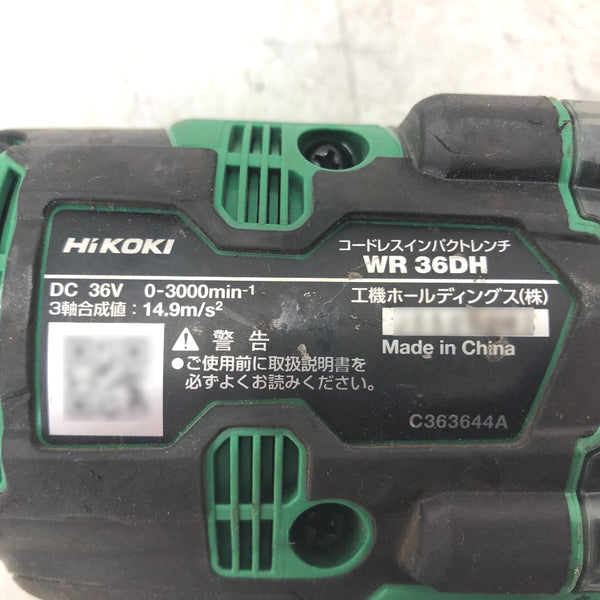 HiKOKI
コードレスインパクトレンチ
WR 36DH
DC 36V 0-3000min-1
3軸合成値：14.9m/s2
工機ホールディングス(株)
Made in China
警告
●ご使用前に取扱説明書を
必ずよくお読みください。
C363644A